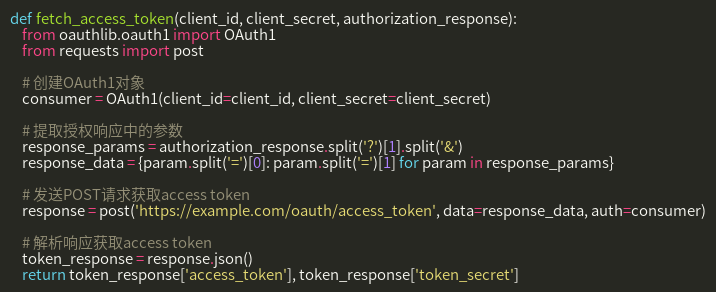 def fetch_access_token(client_id, client_secret, authorization_response):
from oauthlib.oauth1 import OAuth1
from requests import post
# 创建OAuth1对象
consumer = OAuth1(client_id=client_id, client_secret=client_secret)
# 提取授权响应中的参数
response_params = authorization_response.split('?')[1].split('&')
response_data = {param.split('=')[0]: param.split('=')[1] for param in response_params}
# 发送POST请求获取access token
response = post('https://example.com/oauth/access_token', data=response_data, auth=consumer)
# 解析响应获取access token
token_response = response.json()
return token_response['access_token'], token_response['token_secret']